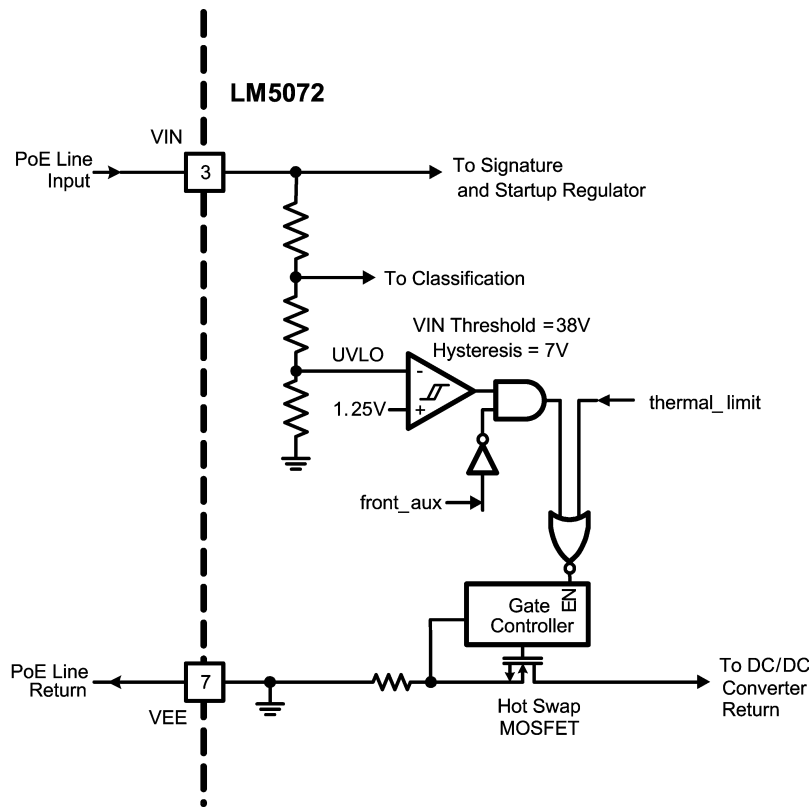 LM5072
VIN
PoE Line
Input
3
To Signature
and Startup Regulator
To Classification
VIN Threshold = 38V
Hysteresis = 7V
UVLO
-
1.25V
+
thermal_limit
front_aux
EN
Gate
Controller
PoE Line
Return
7
VEE
Hot Swap
MOSFET
To DC/DC
Converter
Return